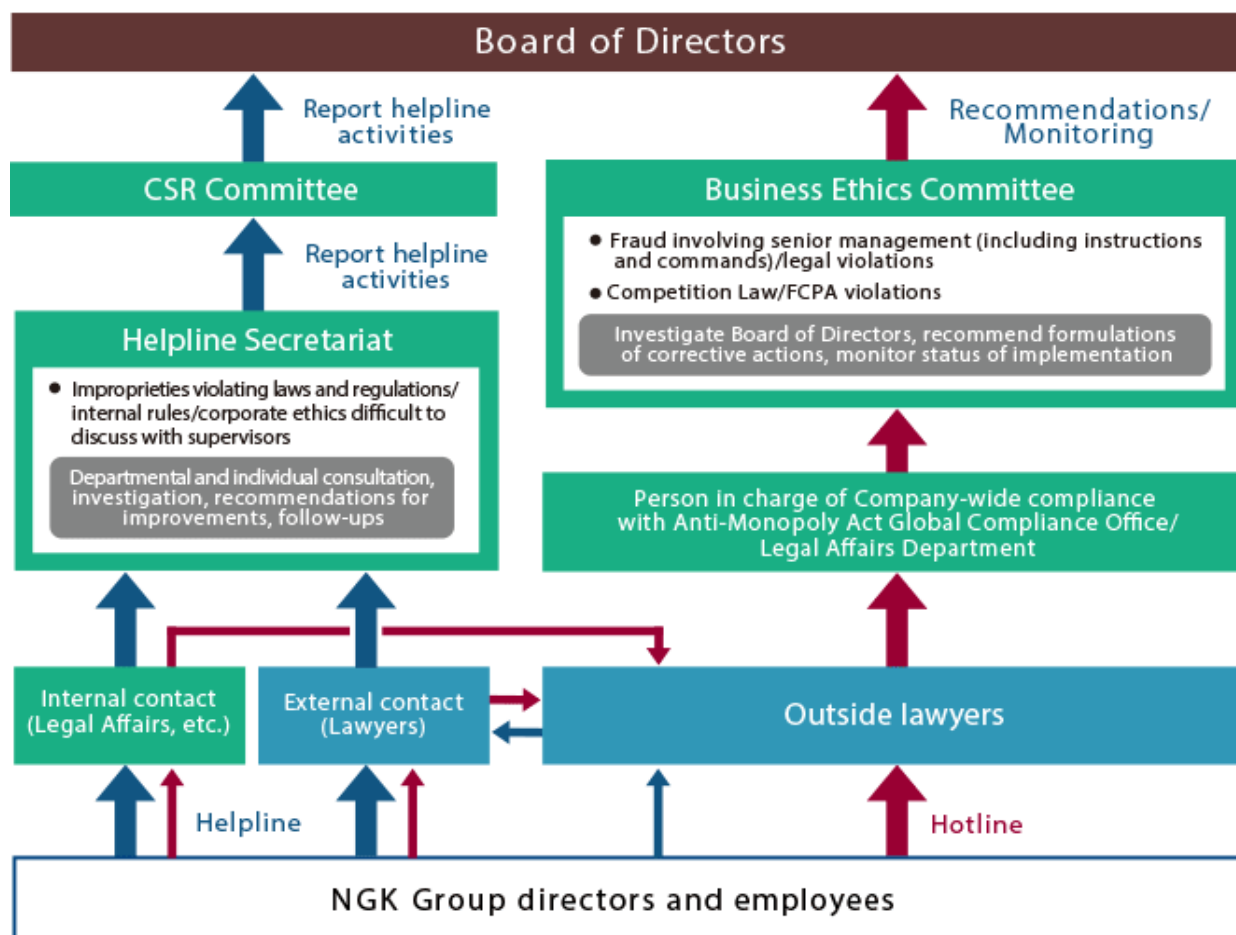 Board of Directors
Report helpline
activities
Recommendations/
Monitoring
CSR Committee
Business Ethics Committee
● Fraud involving senior management (including instructions
and commands)/legal violations
● Competition Law/FCPA violations
Investigate Board of Directors, recommend formulations
of corrective actions, monitor status of implementation
Report helpline
activities
Helpline Secretariat
● Improprieties violating laws and regulations/
internal rules/corporate ethics difficult to
discuss with supervisors
Departmental and individual consultation,
investigation, recommendations for
improvements, follow-ups
Person in charge of Company-wide compliance
with Anti-Monopoly Act Global Compliance Office/
Legal Affairs Department
Internal contact
(Legal Affairs, etc.)
External contact
(Lawyers)
Outside lawyers
Helpline
Hotline
NGK Group directors and employees